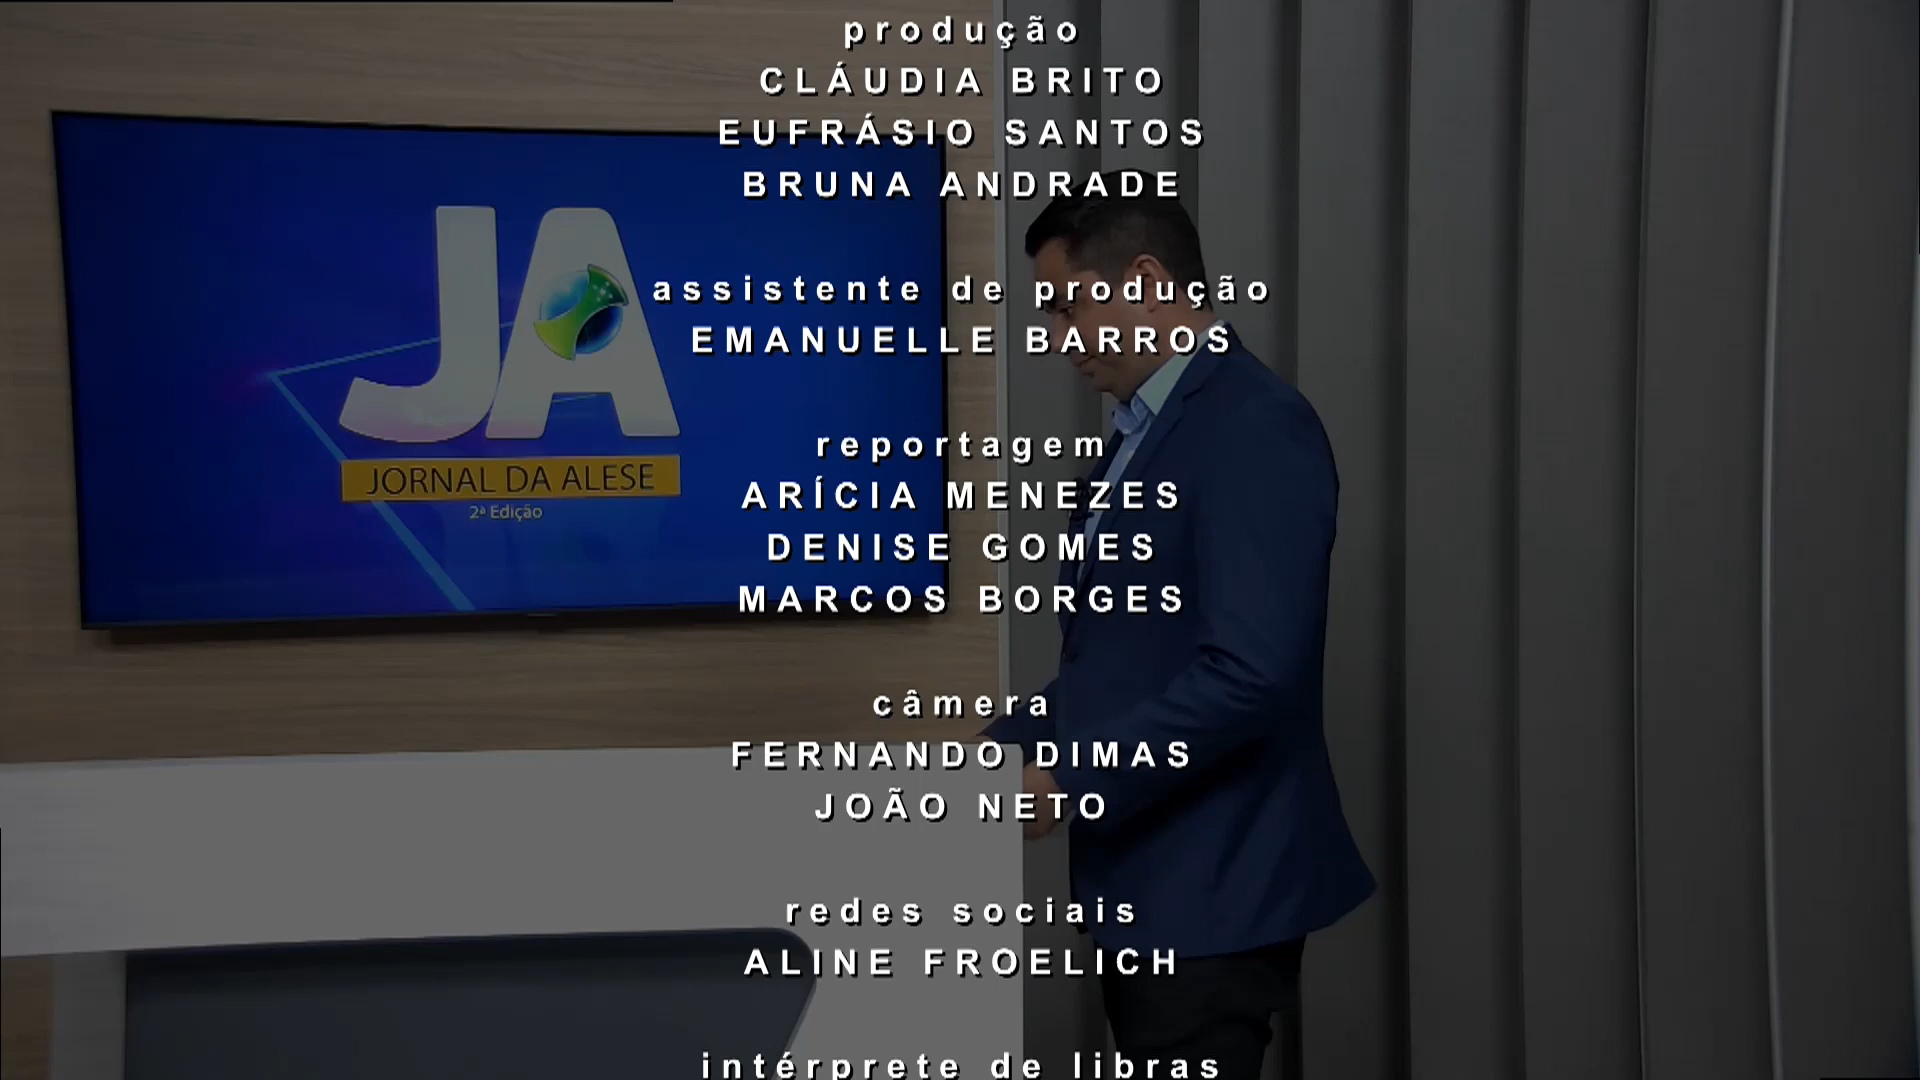 produção
CLÁUDIA BRITO
EUFRÁSIO SANTOS
BRUNA ANDRADE
assistente de produção
EMANUELLE BARROS
reportagem
ARÍCIA MENEZES
DENISE GOMES
MARCOS BORGES
câmera
FERNANDO DIMAS
JOÃO NETO
redes sociais
ALINE FROELICH
intérprete de libras
JA
JORNAL DA ALESE
2ª Edição